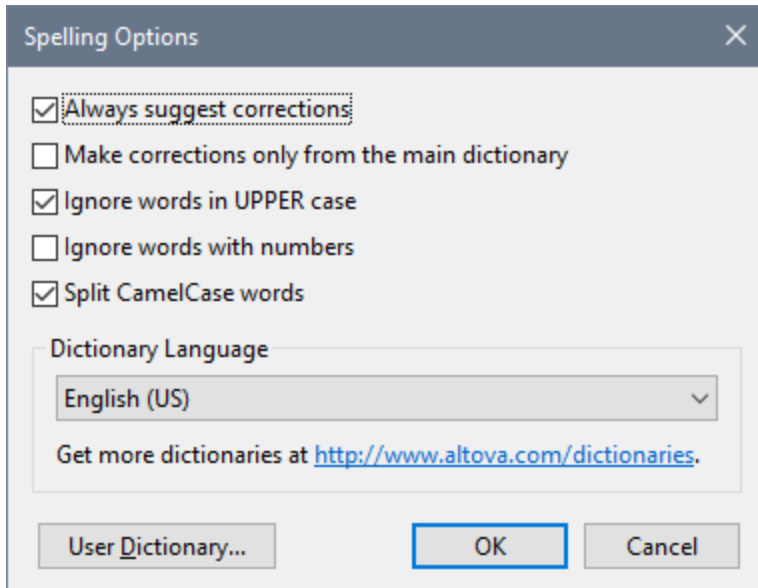 Spelling Options
Always suggest corrections
Make corrections only from the main dictionary
Ignore words in UPPER case
Ignore words with numbers
Split CamelCase words
Dictionary Language
English (US)
Get more dictionaries at http://www.altova.com/dictionaries.
User Dictionary... OK Cancel